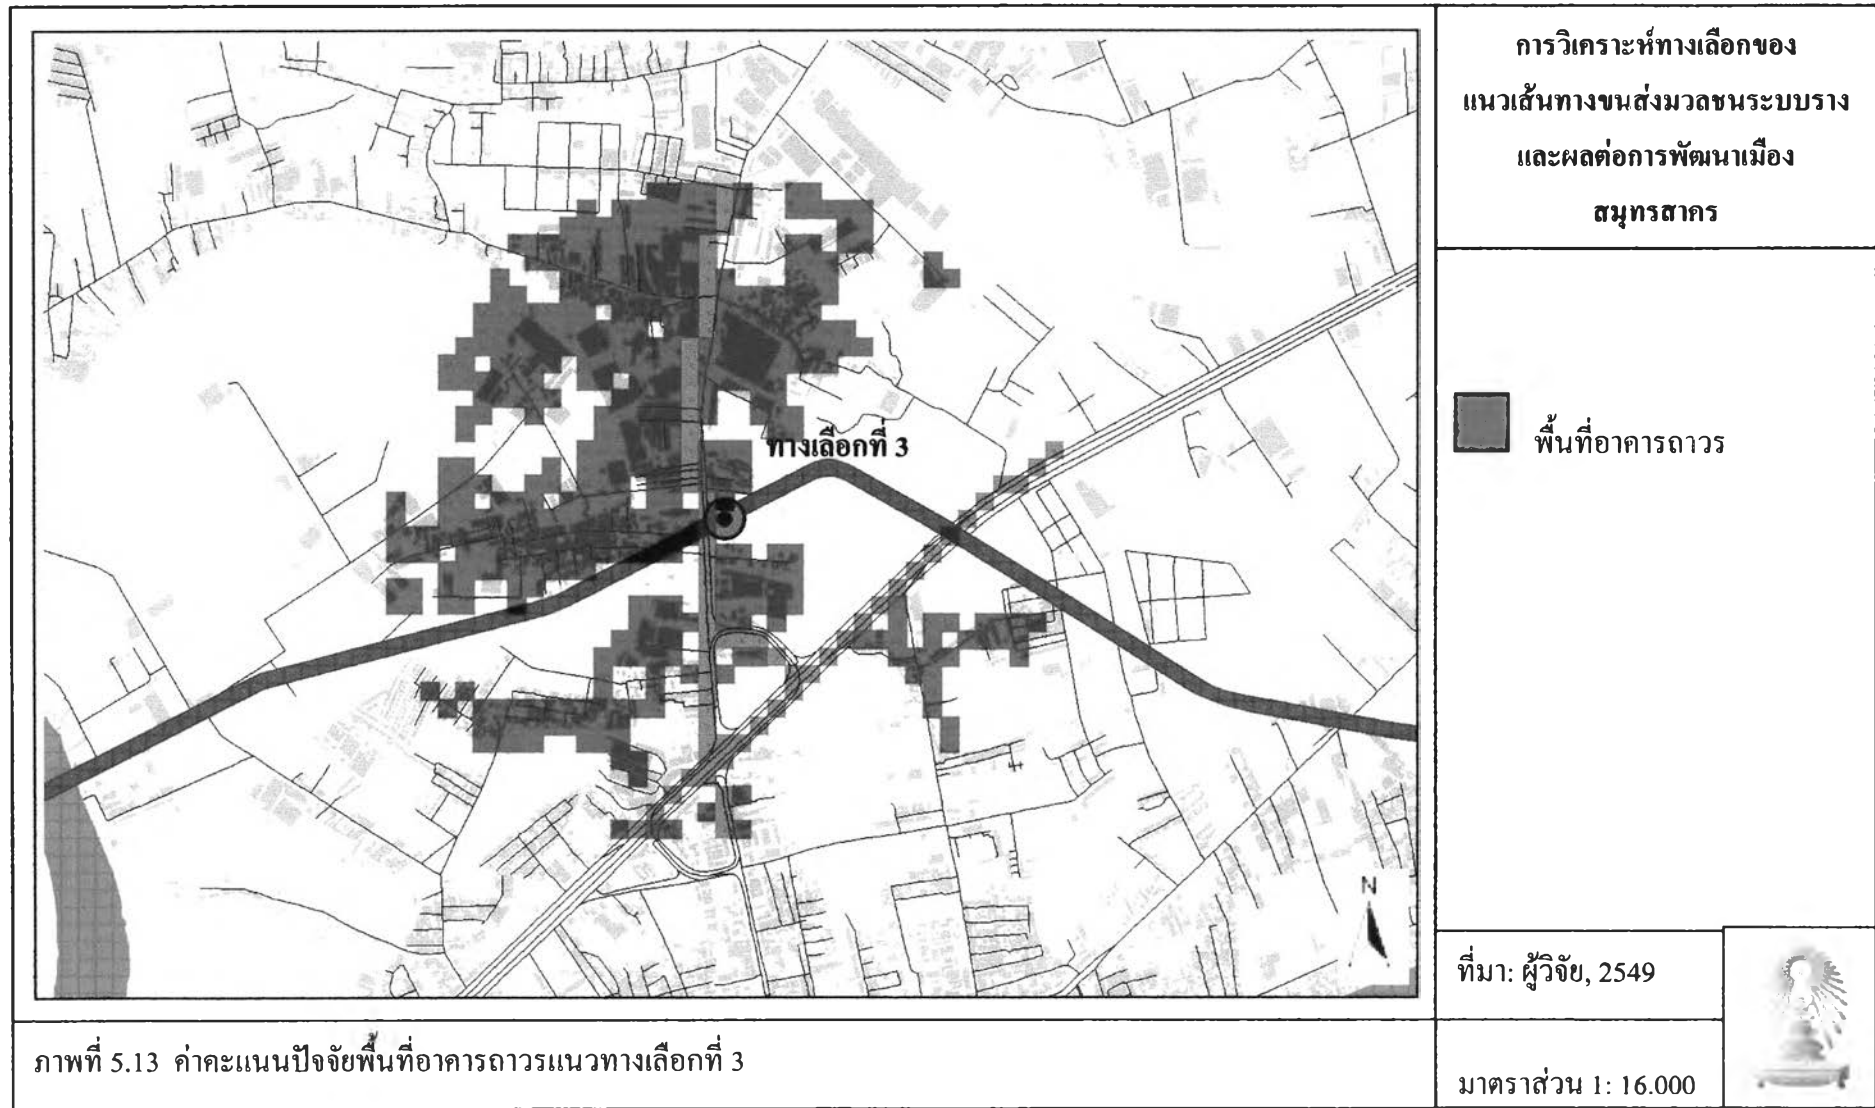 การวิเคราะห์ทางเลือกของ
แนวเส้นทางขนส่งมวลชนระบบราง
และผลต่อการพัฒนาเมือง
สมุทรสาคร
ทางเลือกที่ 3
พื้นที่อาคารถาวร
N
ที่มา: ผู้วิจัย, 2549
ภาพที่ 5.13 ค่าคะแนนปัจจัยพื้นที่อาคารถาวรแนวทางเลือกที่ 3
มาตราส่วน 1: 16.000